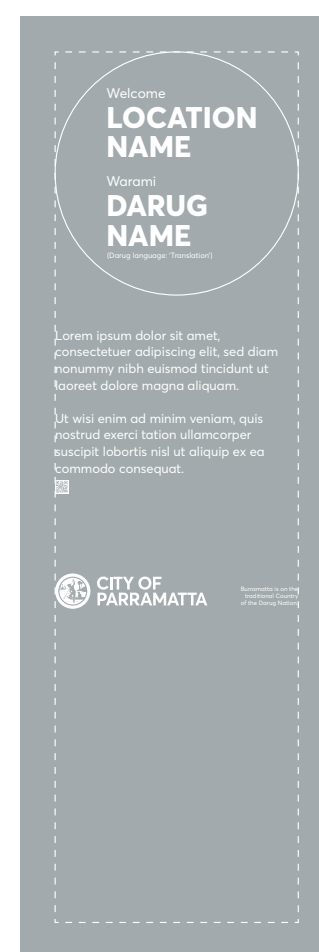 Welcome
LOCATION
NAME
Warami
DARUG
NAME
(Darug language: 'Translation')
Lorem ipsum dolor sit amet,
consectetuer adipiscing elit, sed diam
nonummy nibh euismod tincidunt ut
laoreet dolore magna aliquam.
Ut wisi enim ad minim veniam, quis
nostrud exerci tation ullamcorper
suscipit lobortis nisl ut aliquip ex ea
commodo consequat.
CITY OF
PARRAMATTA
Burramatta is on the
traditional Country
of the Darug Nation